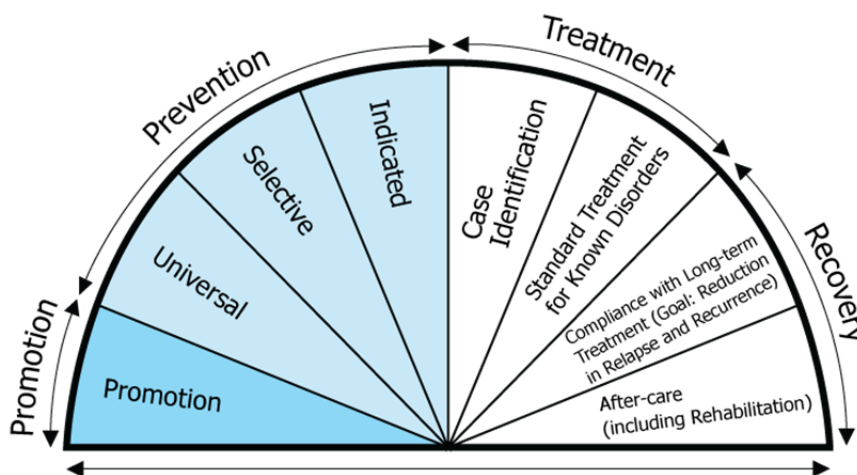 Promotion
Prevention
Treatment
Recovery
Promotion
Universal
Selective
Indicated
Case
Identification
Standard Treatment
for Known Disorders
Compliance with Long-term
Treatment (Goal: Reduction
in Relapse and Recurrence)
After-care
(including Rehabilitation)